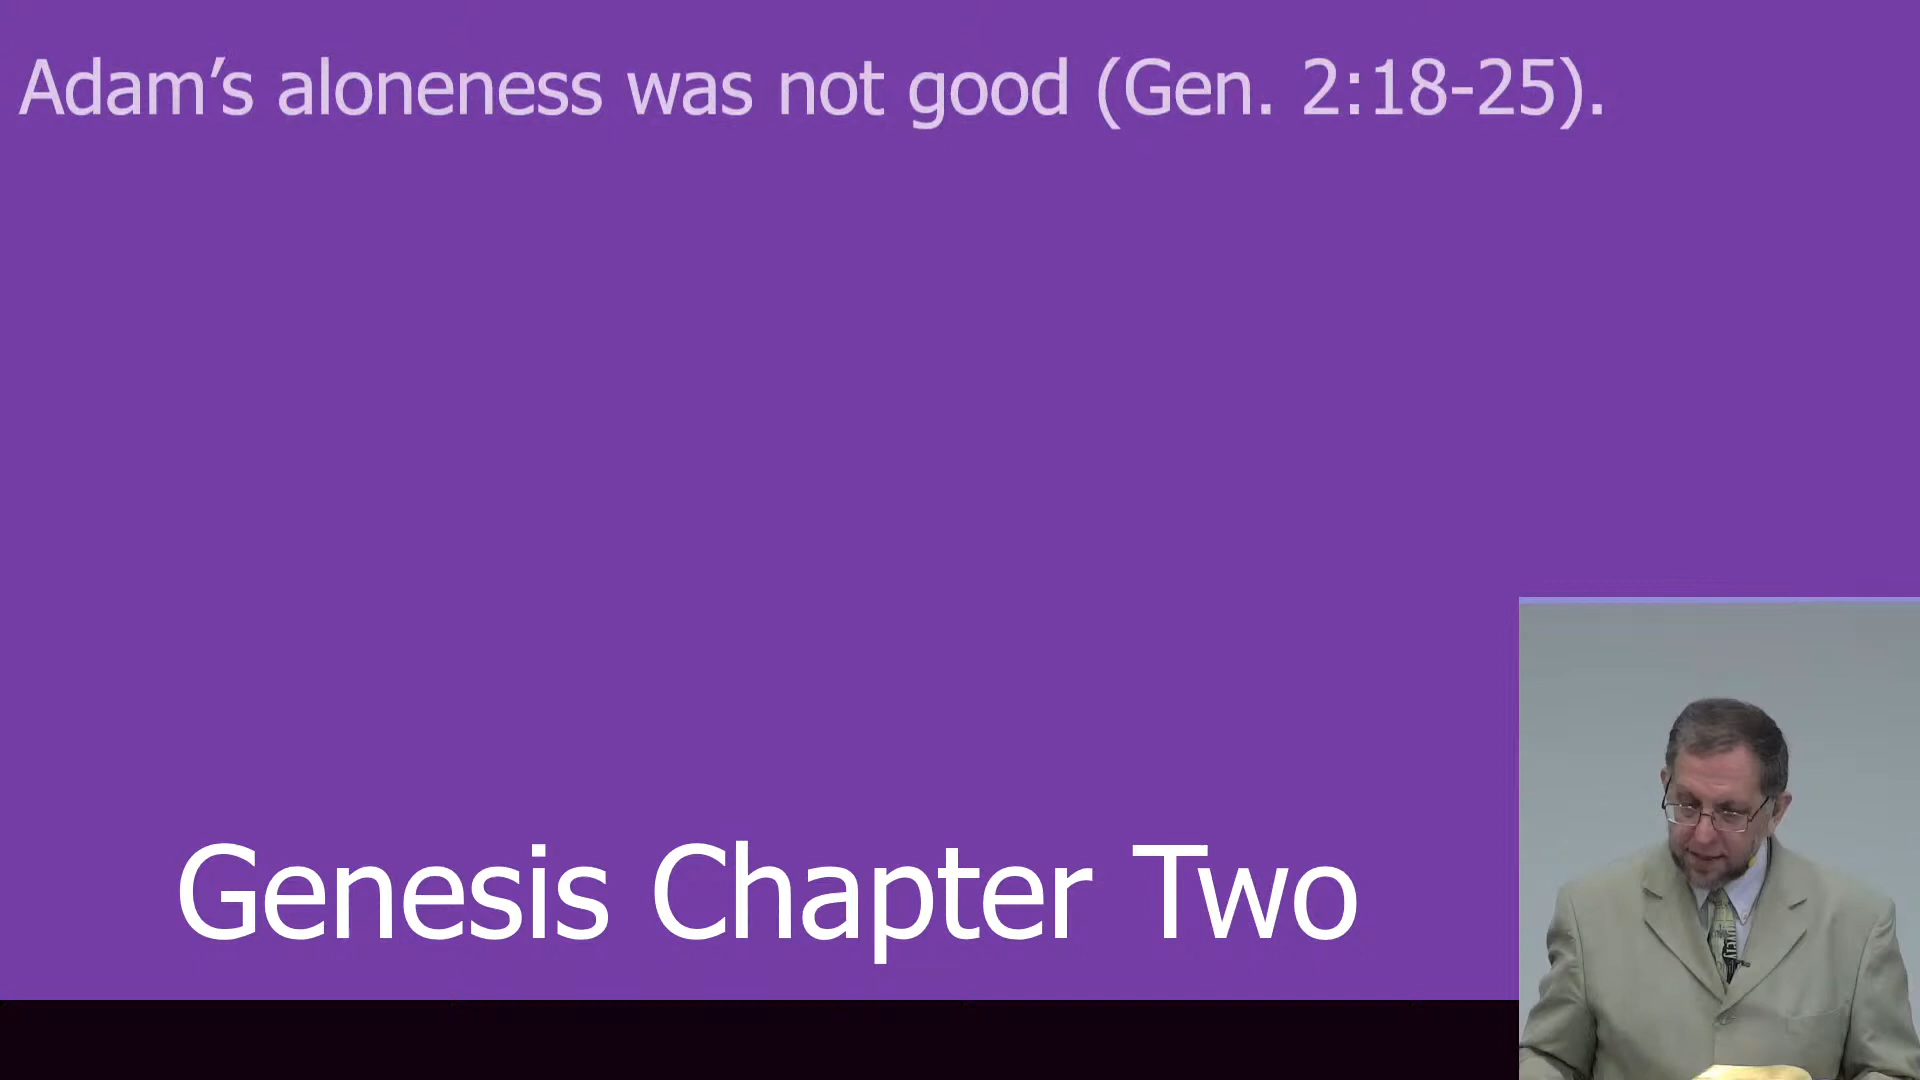 Adam’s aloneness was not good (Gen. 2:18-25).
Genesis Chapter Two